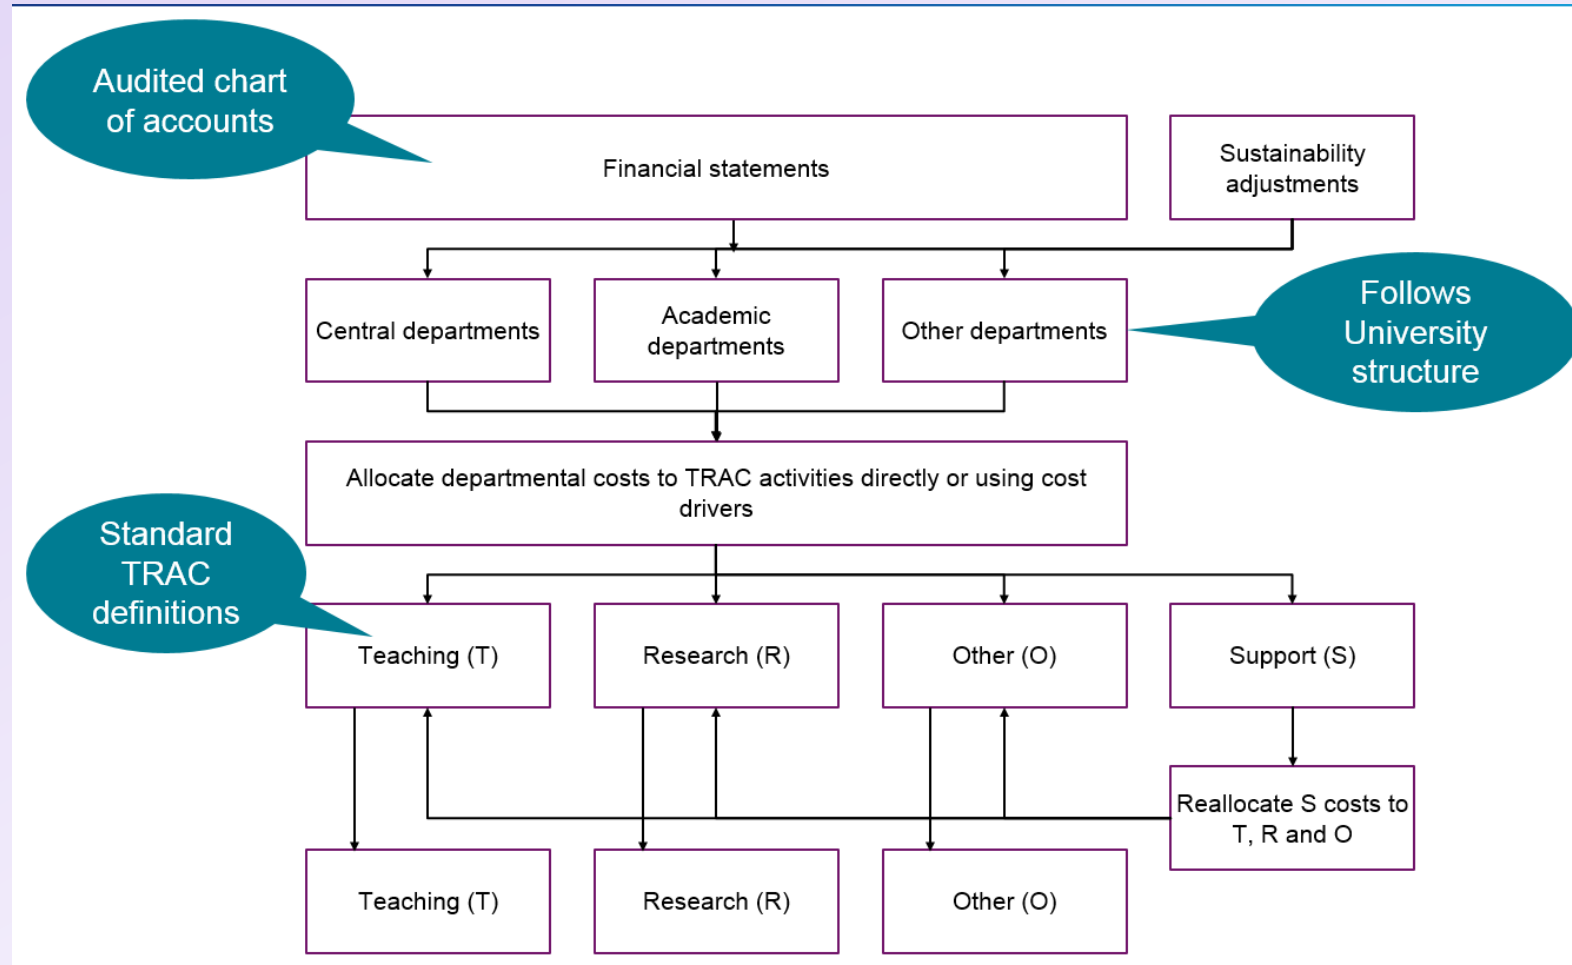 Audited chart
of accounts
Financial statements
Sustainability
adjustments
Central departments
Academic
departments
Other departments
Follows
University
structure
Allocate departmental costs to TRAC activities directly or using cost
drivers
Standard
TRAC
definitions
Teaching (T)
Research (R)
Other (O)
Support (S)
Reallocate S costs to
T, R and O
Teaching (T)
Research (R)
Other (O)